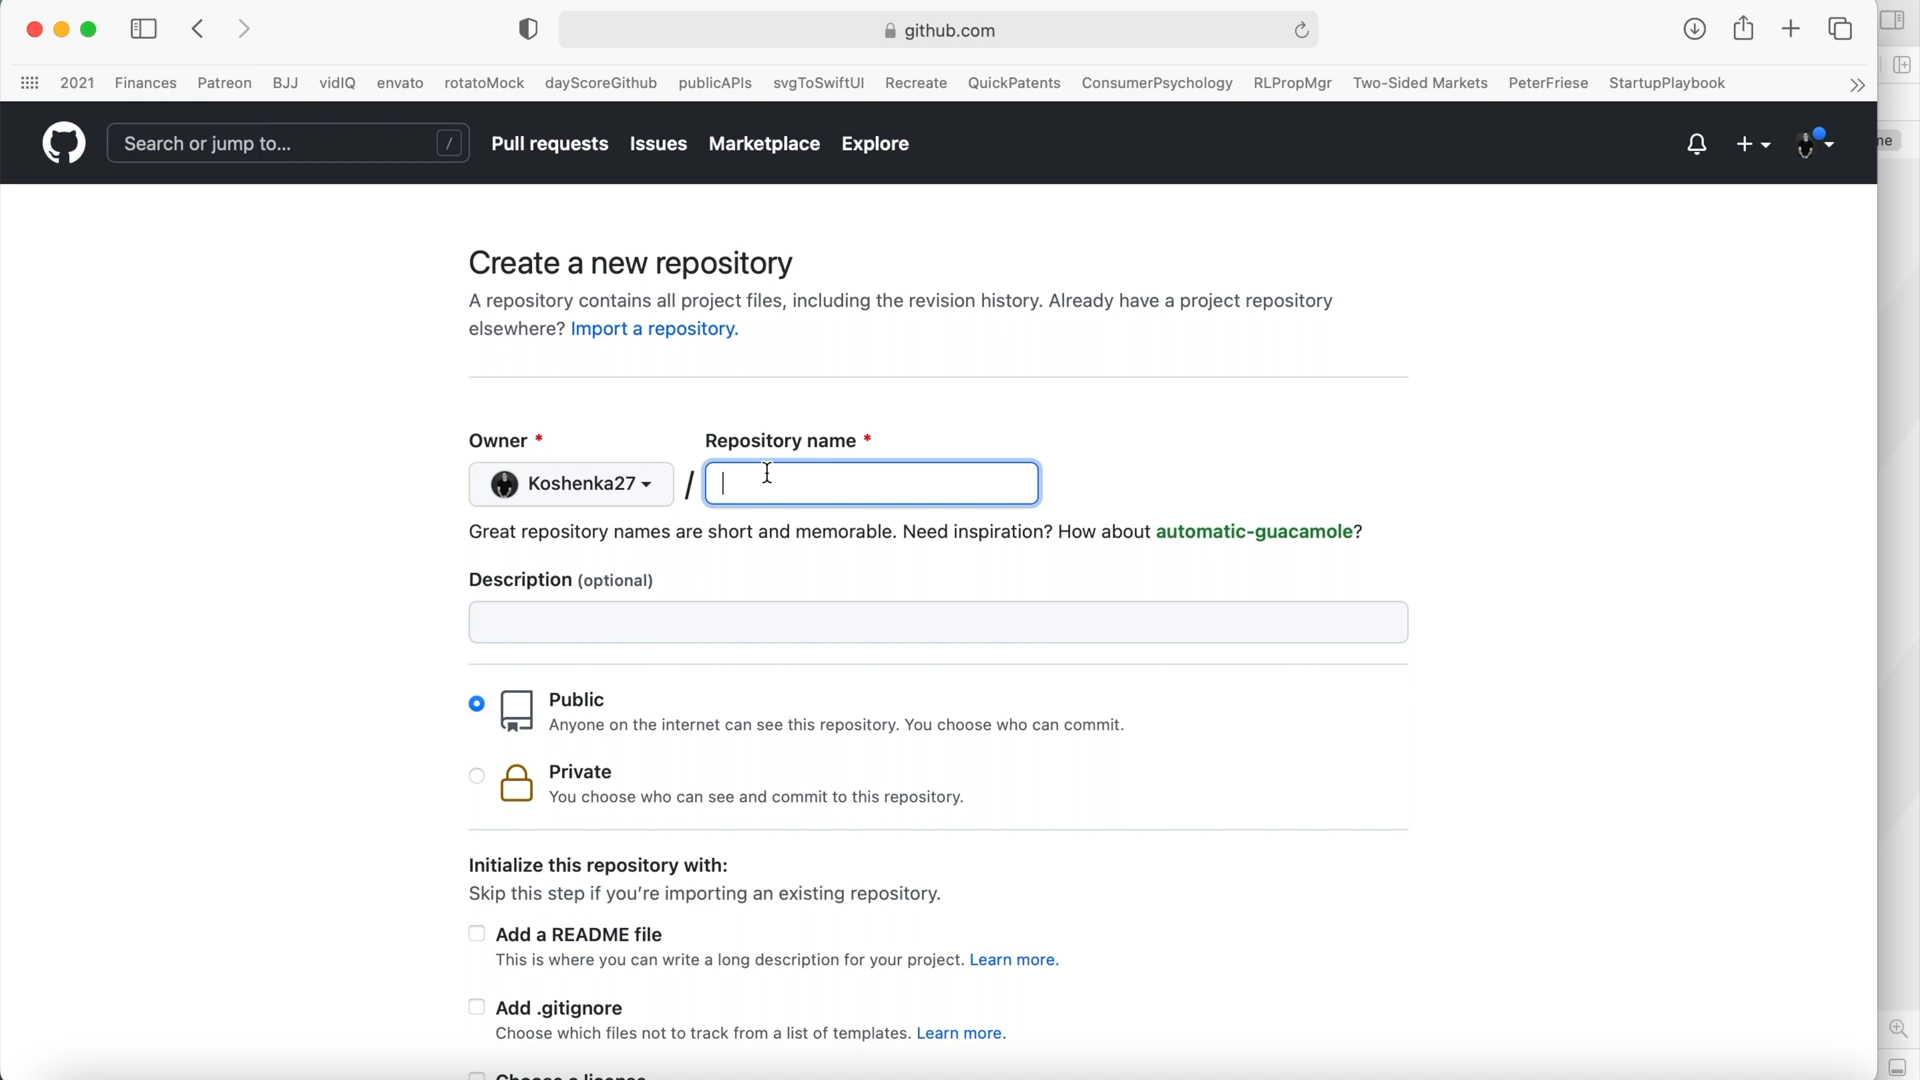 github.com
2021 Finances Patreon BJJ vidIQ envato rotatoMock dayScoreGithub publicAPIs svgToSwiftUI Recreate QuickPatents ConsumerPsychology RLPropMgr Two-Sided Markets PeterFriese StartupPlaybook
Search or jump to... / Pull requests Issues Marketplace Explore
Create a new repository
A repository contains all project files, including the revision history. Already have a project repository
elsewhere? Import a repository.
Owner * Repository name *
Koshenka27 /
Great repository names are short and memorable. Need inspiration? How about automatic-guacamole?
Description (optional)
Public
Anyone on the internet can see this repository. You choose who can commit.
Private
You choose who can see and commit to this repository.
Initialize this repository with:
Skip this step if you're importing an existing repository.
Add a README file
This is where you can write a long description for your project. Learn more.
Add .gitignore
Choose which files not to track from a list of templates. Learn more.
Choose a license